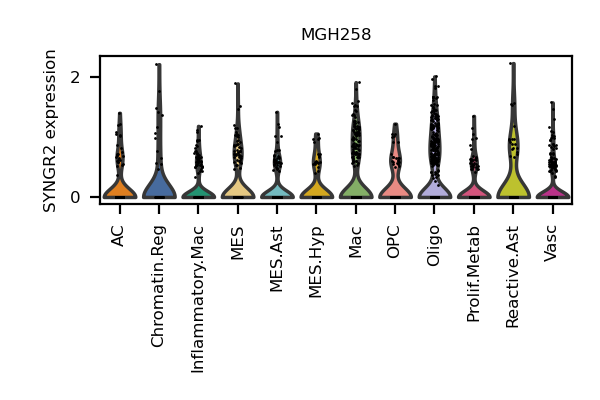 MGH258
SYNGR2 expression
2
0
AC
Chromatin.Reg
Inflammatory.Mac
MES
MES.Ast
MES.Hyp
Mac
OPC
Oligo
Prolif.Metab
Reactive.Ast
Vasc